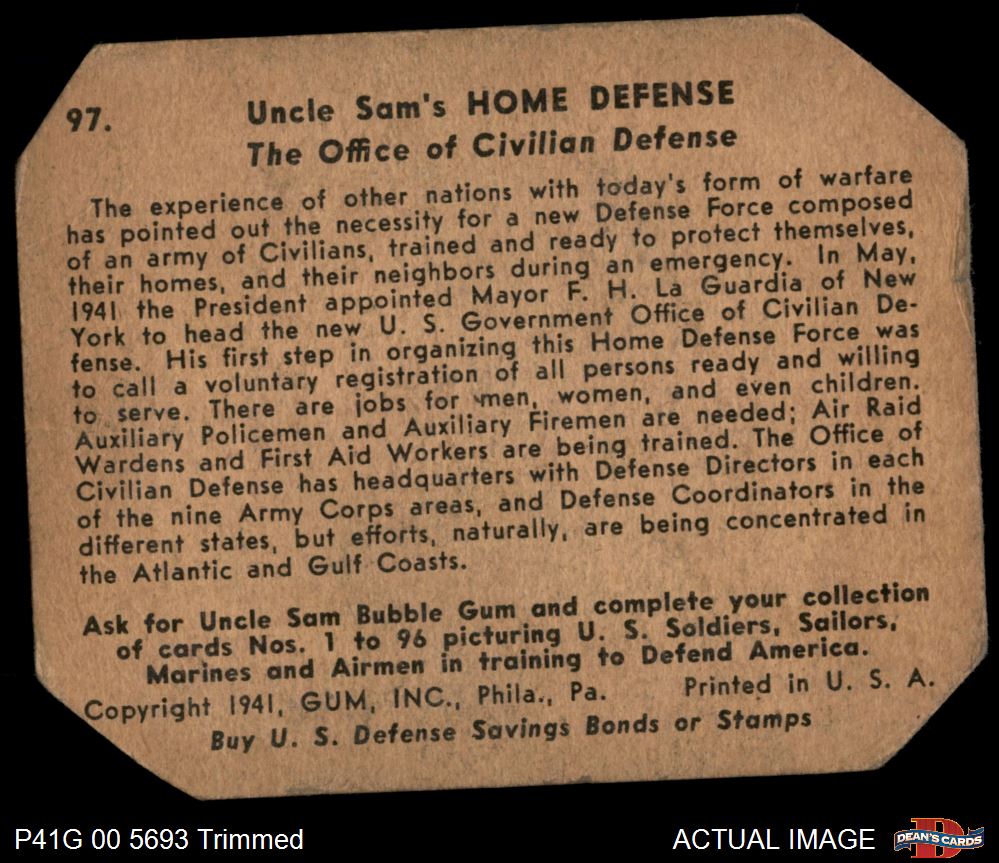 97.
Uncle Sam's HOME DEFENSE
The Office of Civilian Defense
The experience of other nations with today's form of warfare
has pointed out the necessity for a new Defense Force composed
of an army of Civilians, trained and ready to protect themselves,
their homes, and their neighbors during an emergency. In May,
1941 the President appointed Mayor F. H. La Guardia of New
York to head the new U. S. Government Office of Civilian De-
fense. His first step in organizing this Home Defense Force was
to call a voluntary registration of all persons ready and willing
to serve. There are jobs for men, women, and even children.
Auxiliary Policemen and Auxiliary Firemen are needed; Air Raid
Wardens and First Aid Workers are being trained. The Office of
Civilian Defense has headquarters with Defense Directors in each
of the nine Army Corps areas, and Defense Coordinators in the
different states, but efforts, naturally, are being concentrated in
the Atlantic and Gulf Coasts.
Ask for Uncle Sam Bubble Gum and complete your collection
of cards Nos. 1 to 96 picturing U. S. Soldiers, Sailors,
Marines and Airmen in training to Defend America.
Copyright 1941, GUM, INC., Phila., Pa. Printed in U. S. A.
Buy U. S. Defense Savings Bonds or Stamps
P41G 00 5693 Trimmed
ACTUAL IMAGE
DEAN'S CARDS